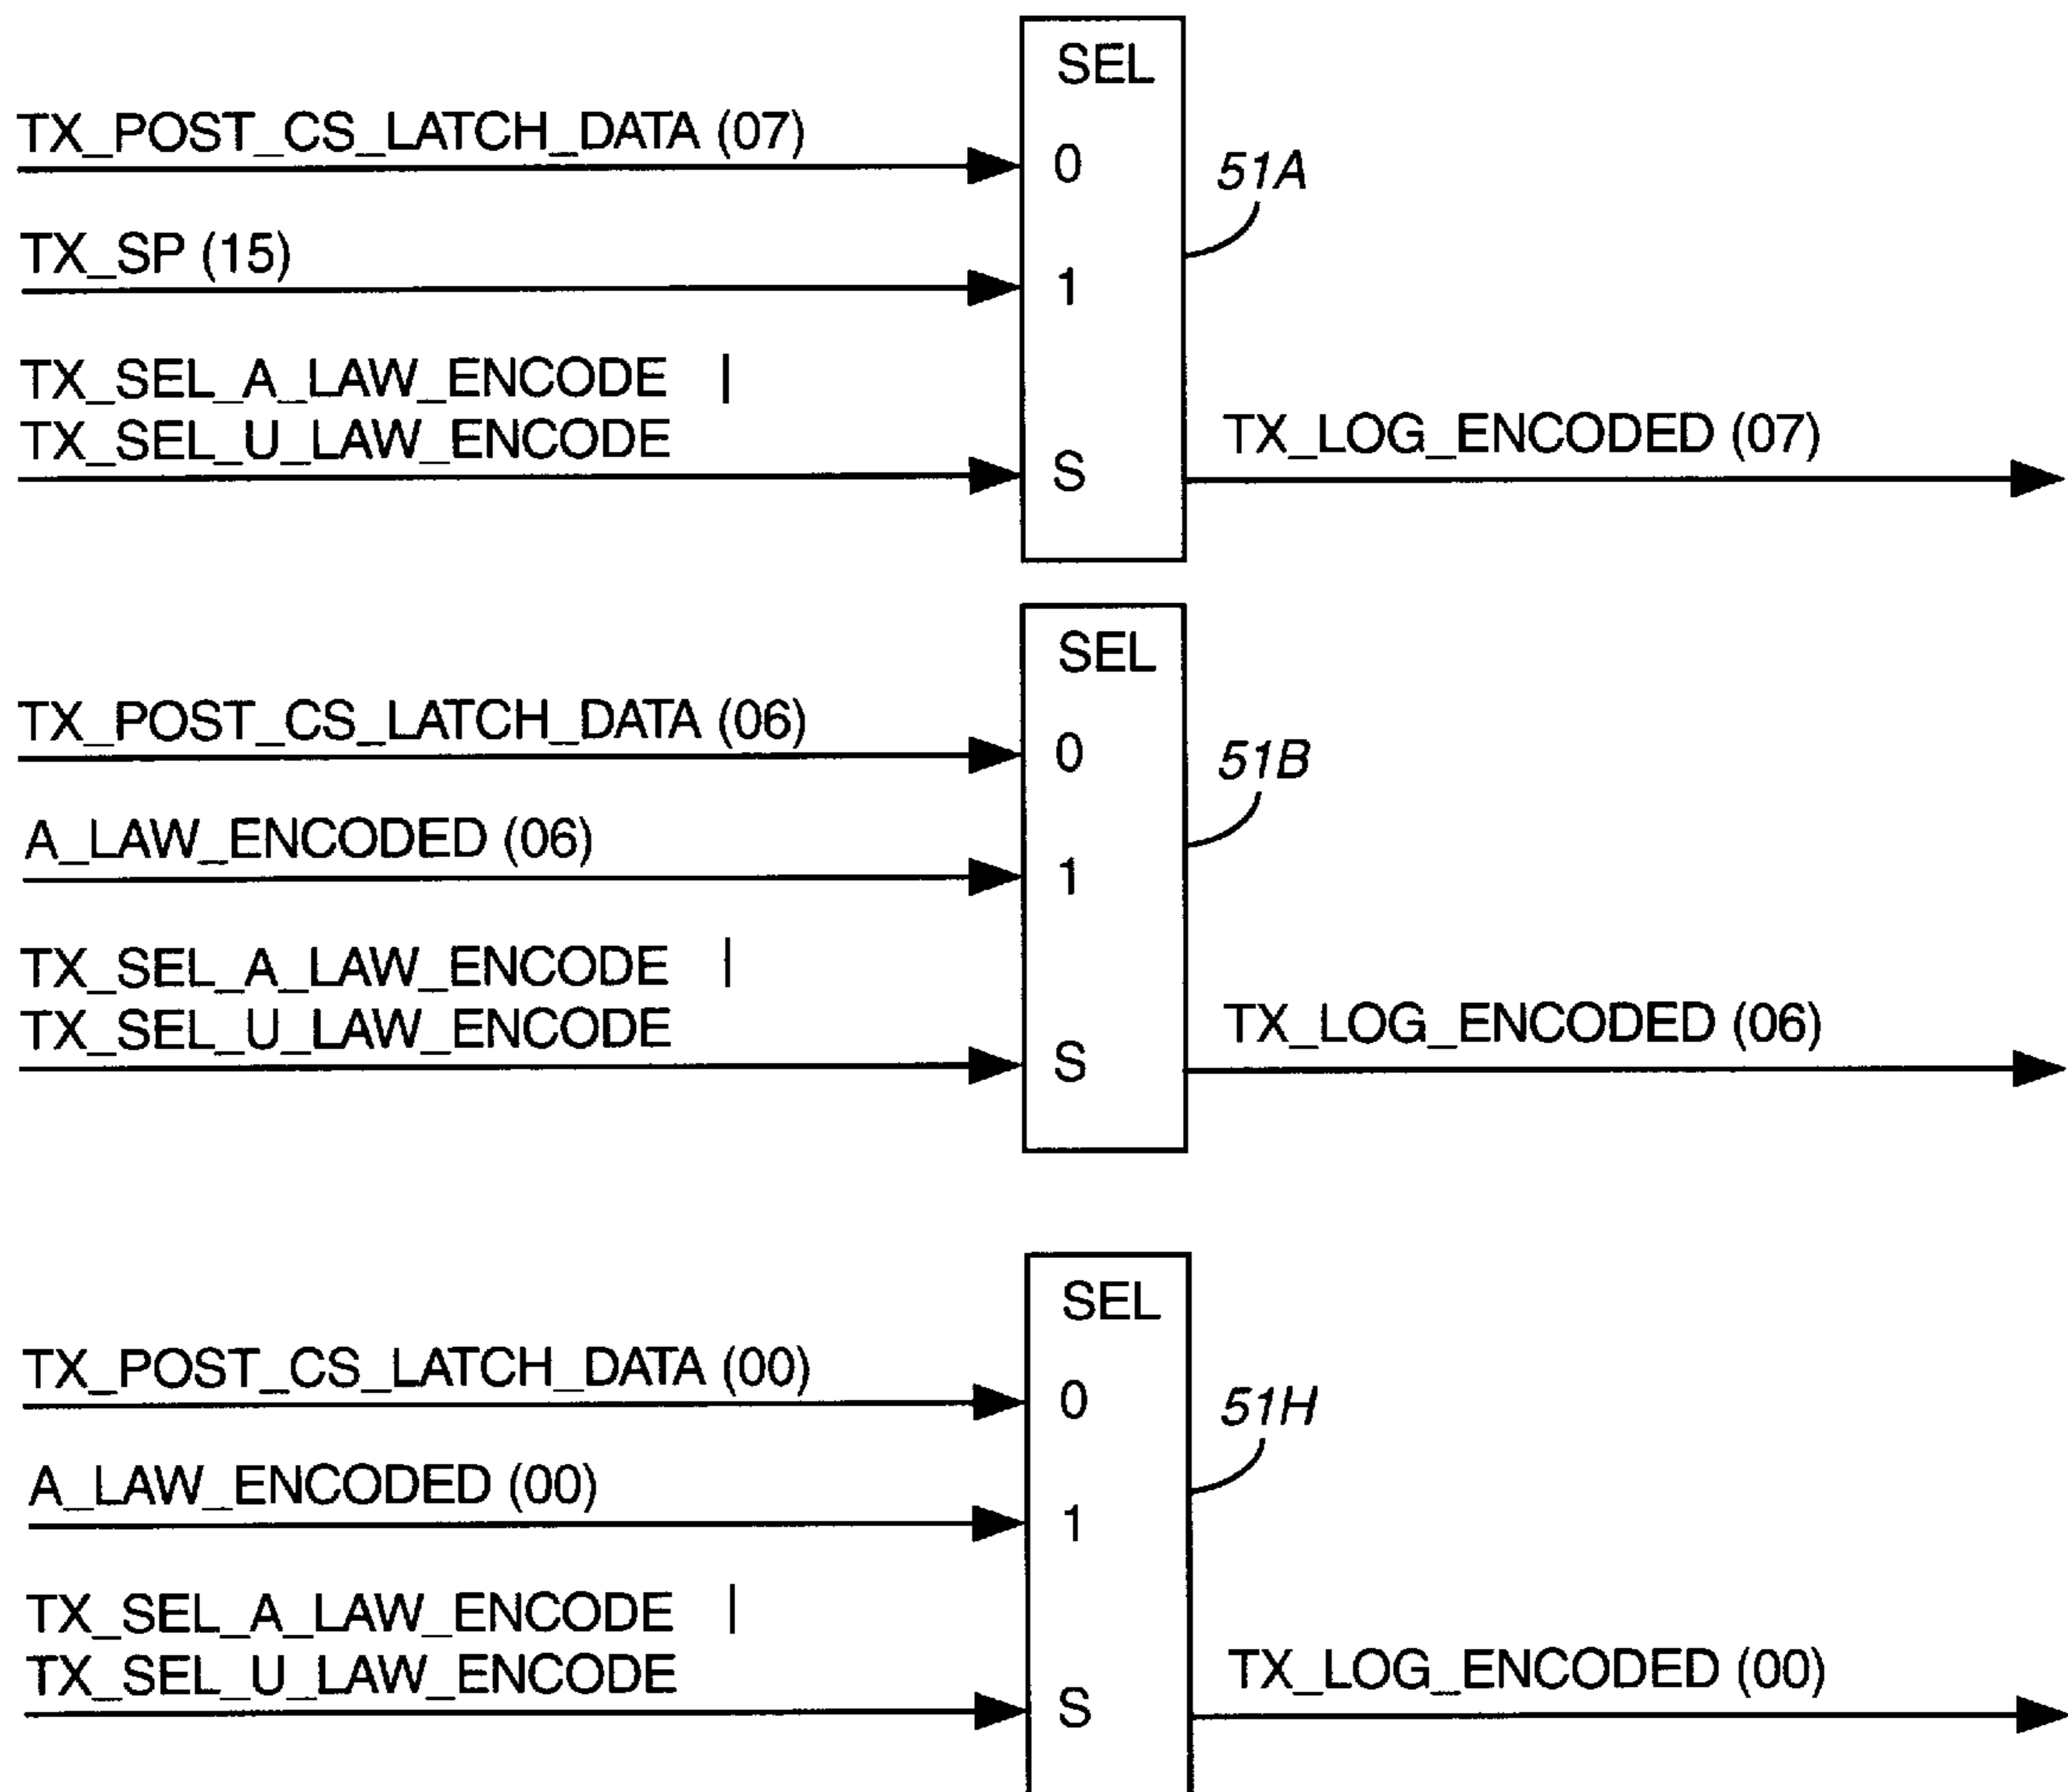 SEL
TX_POST_CS_LATCH_DATA (07)
0
51A
TX_SP (15)
1
TX_SEL_A_LAW_ENCODE |
TX_SEL_U_LAW_ENCODE
S
TX_LOG_ENCODED (07)
SEL
TX_POST_CS_LATCH_DATA (06)
0
51B
A_LAW_ENCODED (06)
1
TX_SEL_A_LAW_ENCODE |
TX_SEL_U_LAW_ENCODE
S
TX_LOG_ENCODED (06)
SEL
TX_POST_CS_LATCH_DATA (00)
0
51H
A_LAW_ENCODED (00)
1
TX_SEL_A_LAW_ENCODE |
TX_SEL_U_LAW_ENCODE
S
TX_LOG_ENCODED (00)